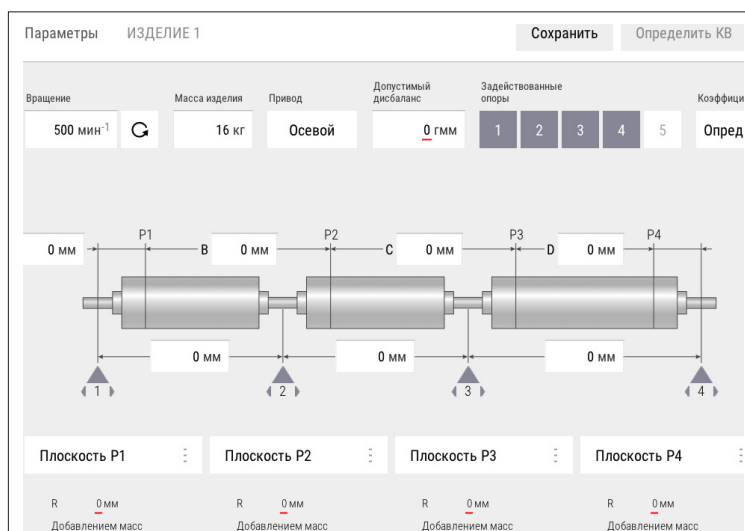 Параметры ИЗДЕЛИЕ 1 Сохранить Определить КВ
Вращение Масса изделия Привод Допустимый дисбаланс Задействованные опоры Коэффици
500 мин-1 16 кг Осевой 0 гмм 1 2 3 4 5 Опред
P1 P2 P3 P4
0 мм B 0 мм C 0 мм D 0 мм
0 мм 0 мм 0 мм
1 2 3 4
Плоскость P1 Плоскость P2 Плоскость P3 Плоскость P4
R 0 мм R 0 мм R 0 мм R 0 мм
Добавлением масс Добавлением масс Добавлением масс Добавлением масс